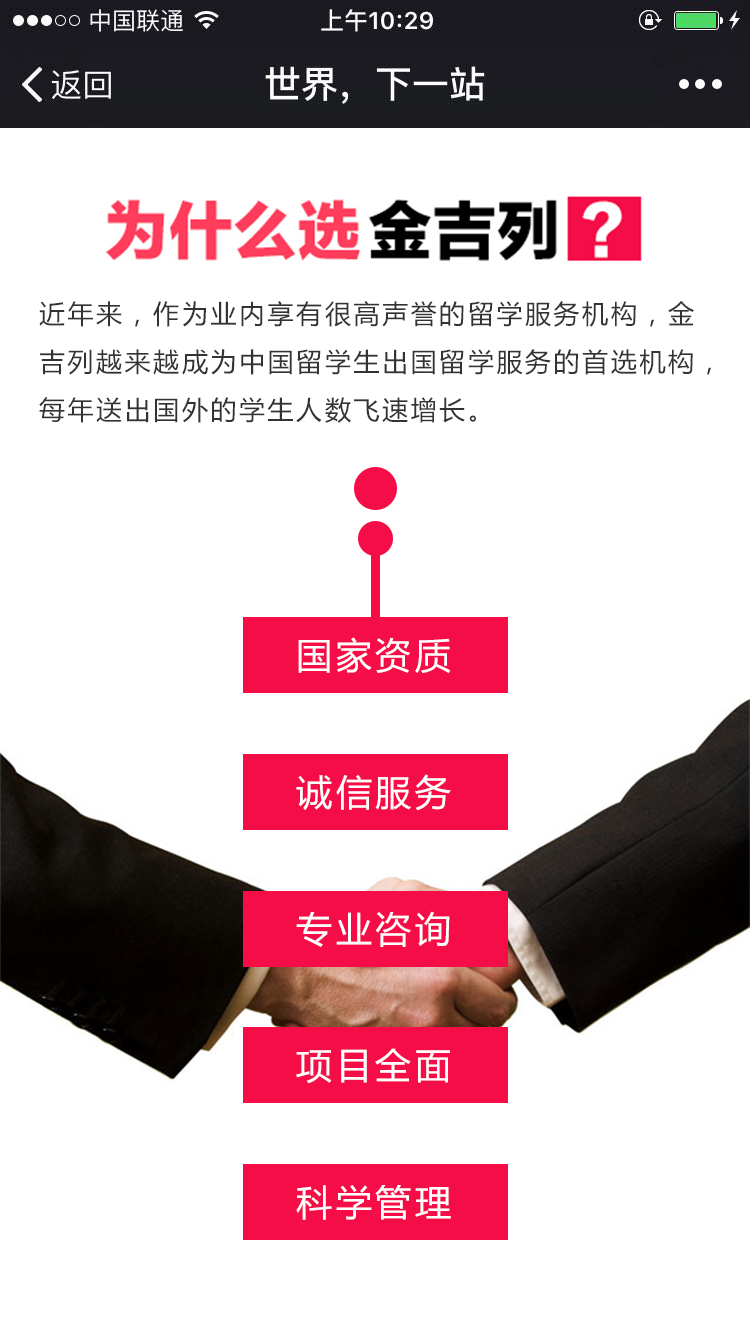 中国联通 上午10:29
返回 世界，下一站
为什么选金吉列?
近年来，作为业内享有很高声誉的留学服务机构，金
吉列越来越成为中国留学生出国留学服务的首选机构，
每年送出国外的学生人数飞速增长。
国家资质
诚信服务
专业咨询
项目全面
科学管理